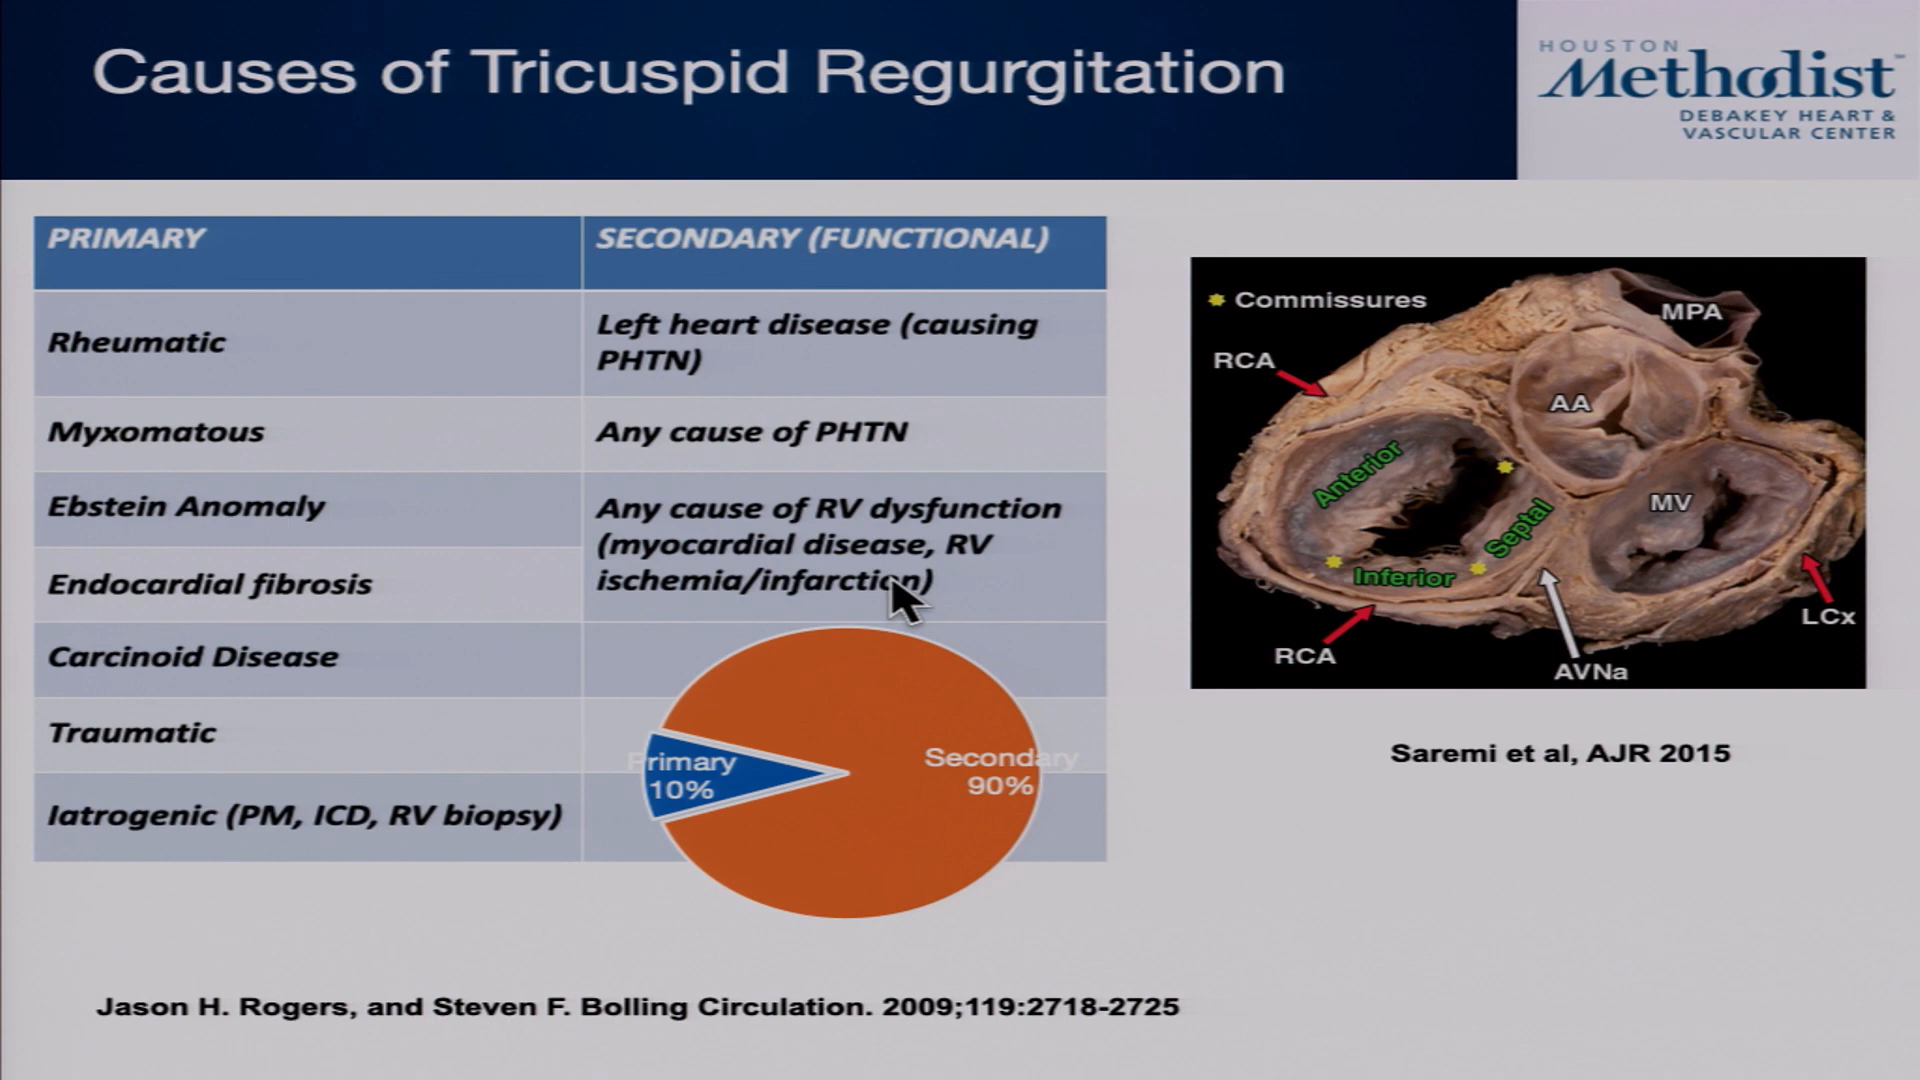 Causes of Tricuspid Regurgitation
HOUSTON
Methodist
DEBAKEY HEART &
VASCULAR CENTER
PRIMARY
SECONDARY (FUNCTIONAL)
Rheumatic
Left heart disease (causing
PHTN)
Myxomatous
Any cause of PHTN
Ebstein Anomaly
Any cause of RV dysfunction
(myocardial disease, RV
ischemia/infarction)
Endocardial fibrosis
Carcinoid Disease
Traumatic
Iatrogenic (PM, ICD, RV biopsy)
Primary
10%
Secondary
90%
Commissures
MPA
RCA
AA
Anterior
MV
Septal
Inferior
LCx
RCA
AVNa
Saremi et al, AJR 2015
Jason H. Rogers, and Steven F. Bolling Circulation. 2009;119:2718-2725